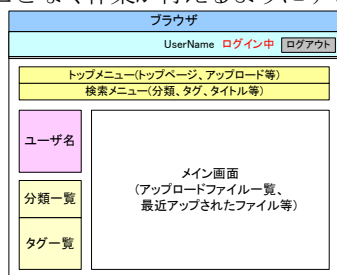 ブラウザ
UserName ログイン中 ログアウト
トップメニュー(トップページ、アップロード等)
検索メニュー(分類、タグ、タイトル等)
ユーザ名
分類一覧
タグ一覧
メイン画面
(アップロードファイル一覧、
最近アップされたファイル等)